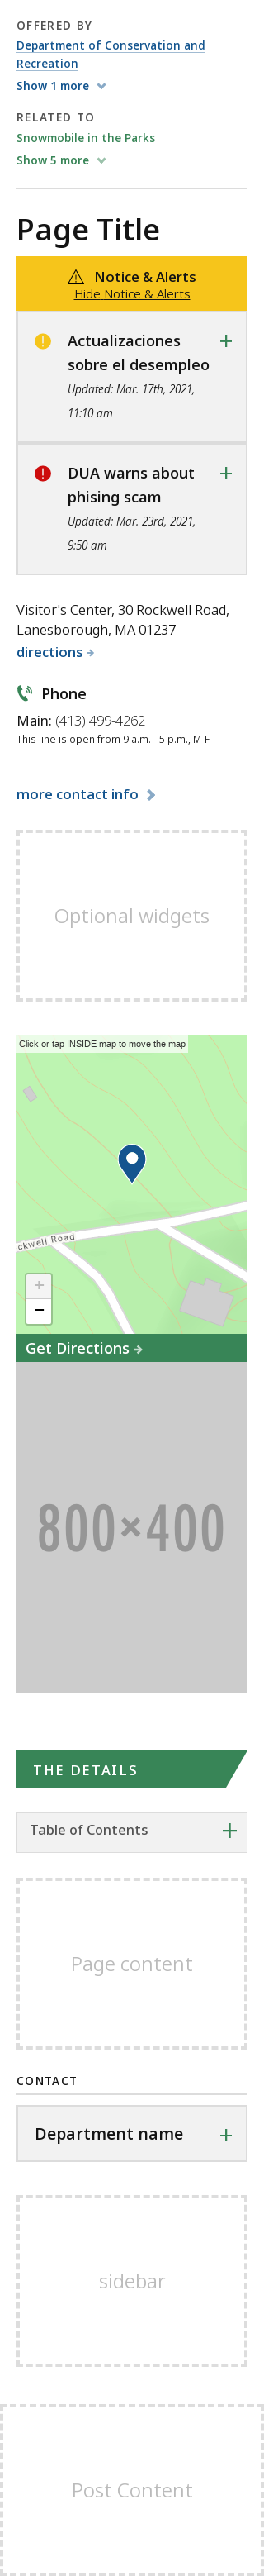 OFFERED BY
Department of Conservation and
Recreation
Show 1 more
RELATED TO
Snowmobile in the Parks
Show 5 more
Page Title
Notice & Alerts
Hide Notice & Alerts
Actualizaciones
sobre el desempleo
Updated: Mar. 17th, 2021,
11:10 am
DUA warns about
phising scam
Updated: Mar. 23rd, 2021,
9:50 am
Visitor's Center, 30 Rockwell Road,
Lanesborough, MA 01237
directions
Phone
Main: (413) 499-4262
This line is open from 9 a.m. - 5 p.m., M-F
more contact info
Optional widgets
Click or tap INSIDE map to move the map
ckwell Road
+
−
Get Directions
800×400
THE DETAILS
Table of Contents
Page content
CONTACT
Department name
sidebar
Post Content